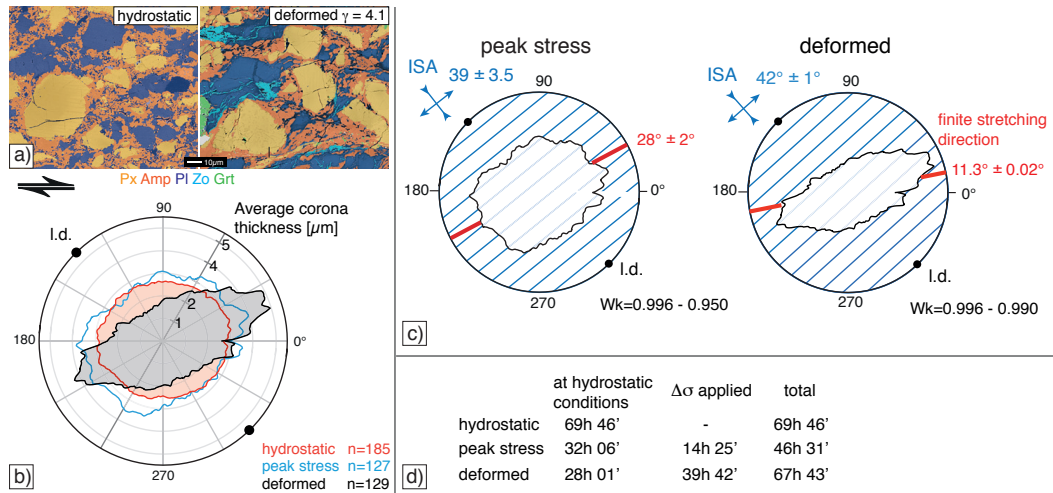 hydrostatic
deformed γ = 4.1
a)
10µm
Px Amp Pl Zo Grt
90
Average corona
thickness [µm]
l.d.
5
4
2
1
180
0°
270
b)
hydrostatic n=185
peak stress n=127
deformed n=129
peak stress
ISA
39 ± 3.5
90
28° ± 2°
180
0°
l.d.
270
Wk=0.996 - 0.950
deformed
ISA
42° ± 1°
90
finite stretching
direction
11.3° ± 0.02°
180
0°
l.d.
270
Wk=0.996 - 0.990
c)
at hydrostatic
conditions
Δσ applied
total
hydrostatic 69h 46’ - 69h 46’
peak stress 32h 06’ 14h 25’ 46h 31’
deformed 28h 01’ 39h 42’ 67h 43’
d)